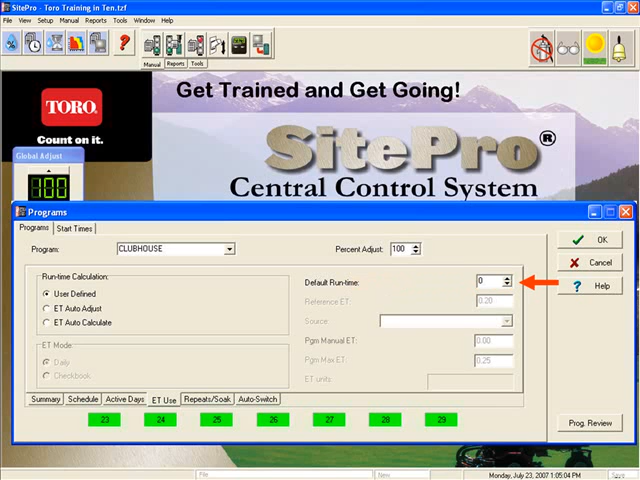 SitePro - Toro Training in Ten.tzf
File View Setup Manual Reports Tools Window Help
Manual Reports Tools
Get Trained and Get Going!
TORO.
Count on it.
SitePro®
Central Control System
Global Adjust
100
Programs
Programs Start Times
Program: CLUBHOUSE Percent Adjust: 100
OK
Cancel
Help
Run-time Calculation:
User Defined
ET Auto Adjust
ET Auto Calculate
ET Mode:
Daily
Checkbook
Default Run-time: 0
Reference ET: 0.20
Source:
Pgm Manual ET: 0.00
Pgm Max ET: 0.25
ET units:
Summary Schedule Active Days ET Use Repeats/Soak Auto-Switch
23 24 25 26 27 28 29
Prog. Review
File New Monday, July 23, 2007 1:05:04 PM Save